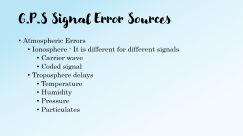 G.P.S Signal Error Sources
• Atmospheric Errors
• Ionosphere - It is different for different signals
• Carrier wave
• Coded signal
• Troposphere delays
• Temperature
• Humidity
• Pressure
• Particulates